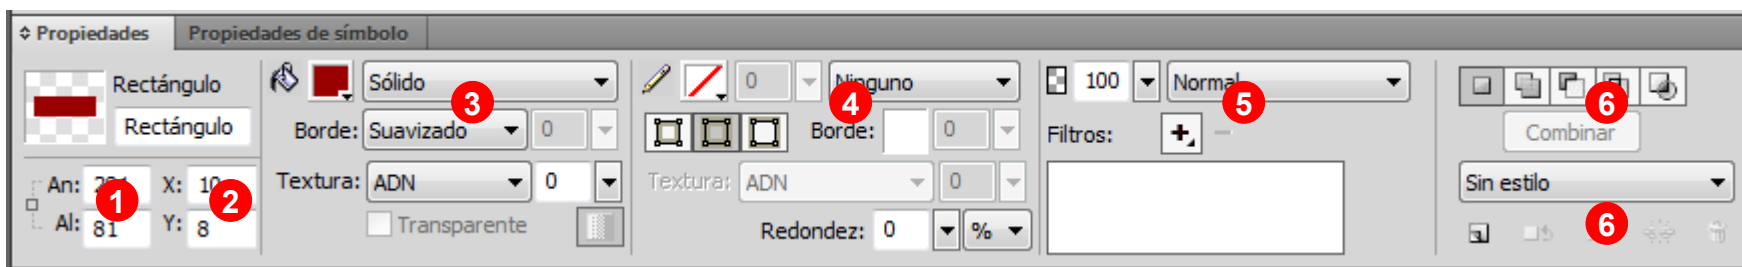 Propiedades Propiedades de símbolo
Rectángulo
Rectángulo
An: X: 10
Al: 81 Y: 8
1 2
Sólido
3
Borde: Suavizado 0
Textura: ADN 0
Transparente
0 Ninguno
4
Borde: 0
Textura: ADN 0
Redondez: 0 %
100 Normal
5
Filtros:
6
Combinar
Sin estilo
6